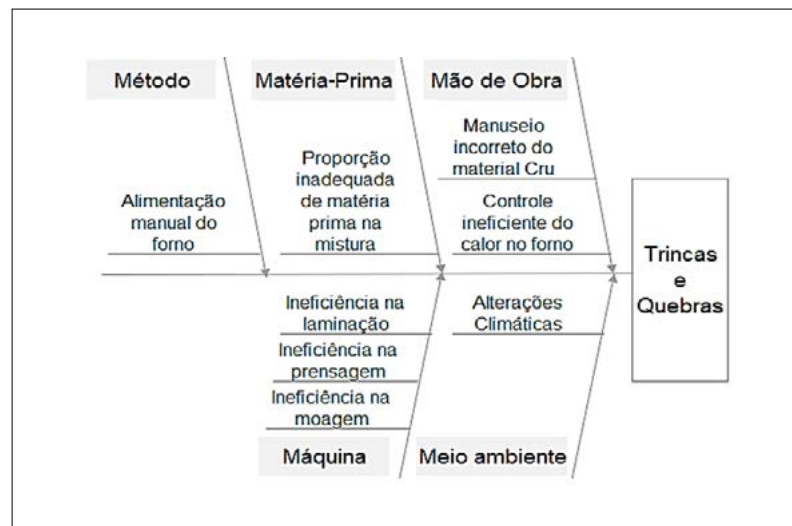 Método
Matéria-Prima
Mão de Obra
Alimentação
manual do
forno
Proporção
inadequada
de matéria
prima na
mistura
Manuseio
incorreto do
material Cru
Controle
ineficiente do
calor no forno
Trincas
e
Quebras
Ineficiência na
laminação
Ineficiência na
prensagem
Ineficiência na
moagem
Alterações
Climáticas
Máquina
Meio ambiente